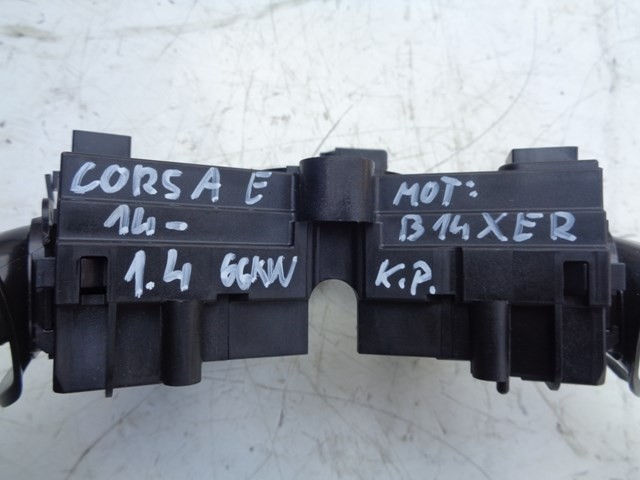 CORSA E
14-
1.4 66KW
MOT:
B14XER
K.P.